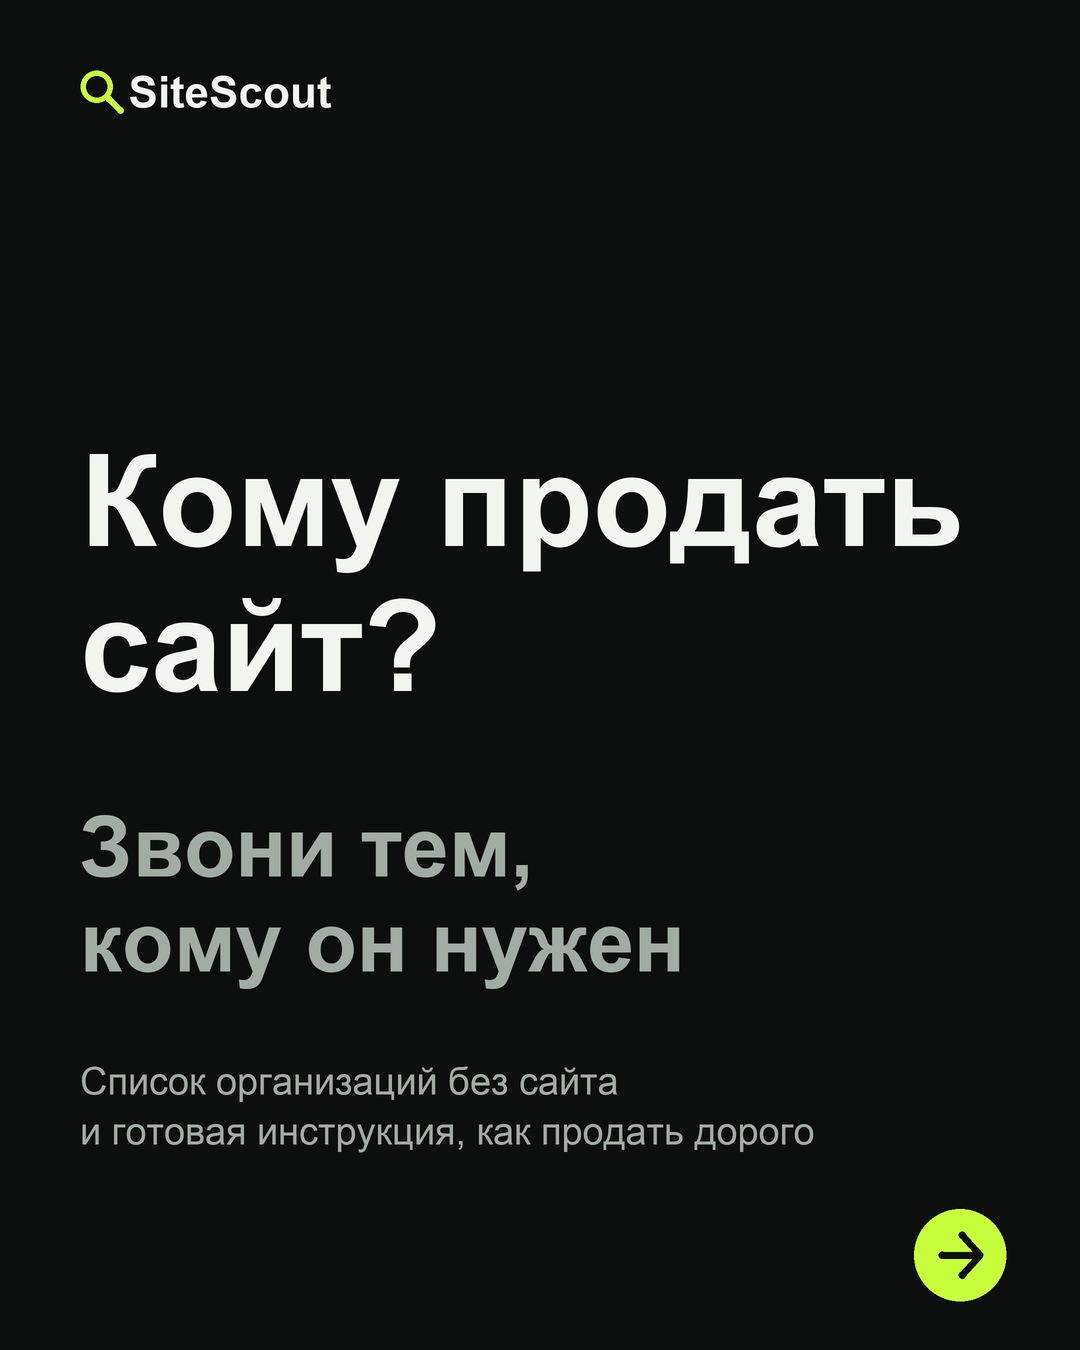 SiteScout
Кому продать
сайт?
Звони тем,
кому он нужен
Список организаций без сайта
и готовая инструкция, как продать дорого